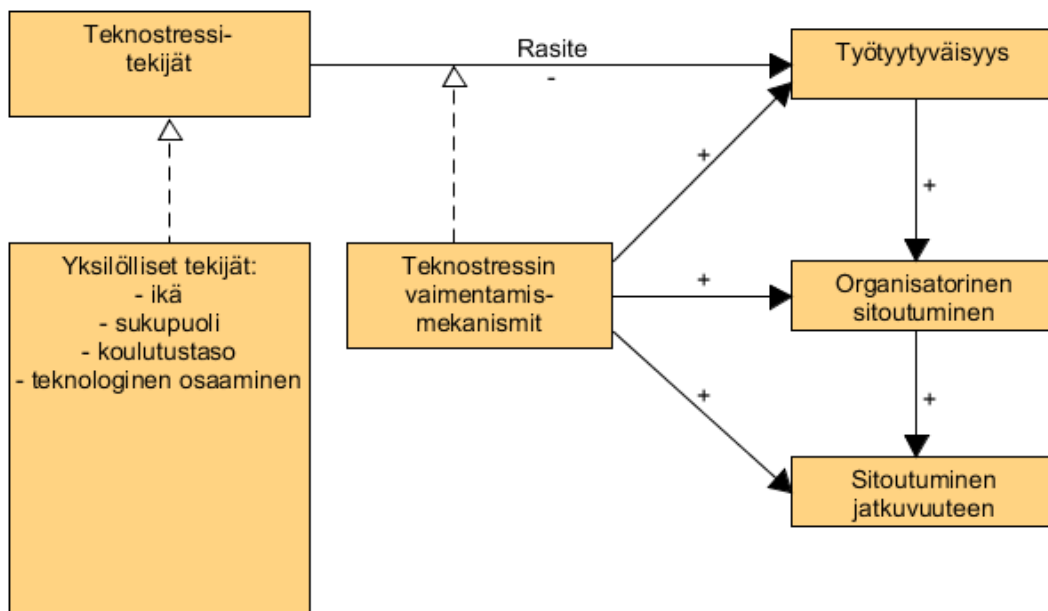 Teknostressi-
tekijät
Rasite
-
Työtyytyväisyys
+
+
Yksilölliset tekijät:
- ikä
- sukupuoli
- koulutustaso
- teknologinen osaaminen
Teknostressin
vaimentamis-
mekanismit
+
Organisatorinen
sitoutuminen
+
+
Sitoutuminen
jatkuvuuteen